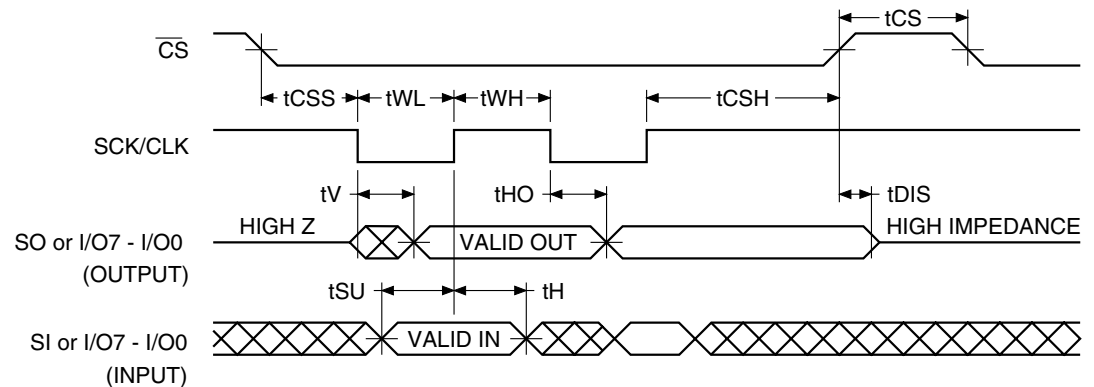 tCS
CS
tCSS tWL tWH tCSH
SCK/CLK
tV tHO tDIS
HIGH Z VALID OUT HIGH IMPEDANCE
SO or I/O7 - I/O0
(OUTPUT)
tSU tH
VALID IN
SI or I/O7 - I/O0
(INPUT)